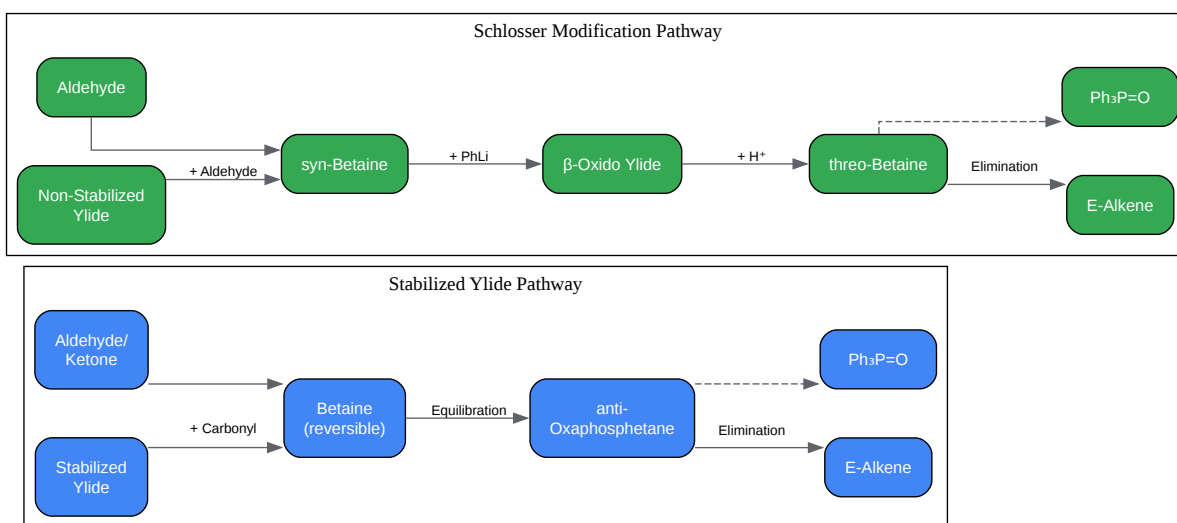 Schlosser Modification Pathway
Aldehyde
Non-Stabilized
Ylide
+ Aldehyde
syn-Betaine
+ PhLi
β-Oxido Ylide
+ H⁺
threo-Betaine
Elimination
Ph₃P=O
E-Alkene
Stabilized Ylide Pathway
Aldehyde/
Ketone
Stabilized
Ylide
+ Carbonyl
Betaine
(reversible)
Equilibration
anti-
Oxaphosphetane
Elimination
Ph₃P=O
E-Alkene